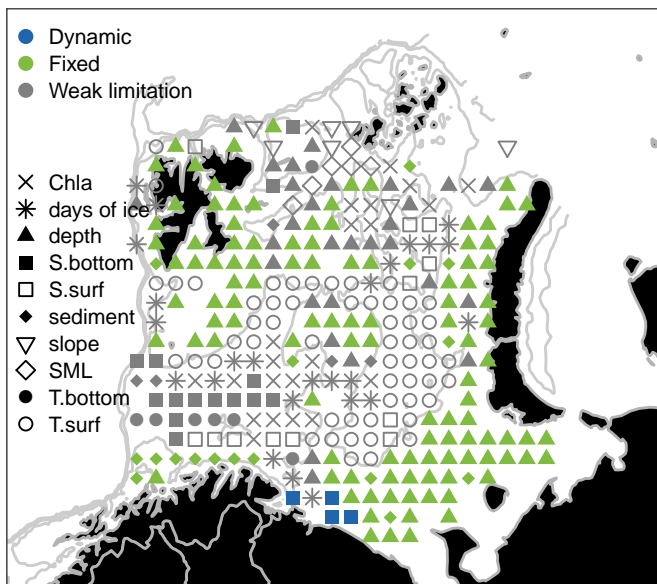 Dynamic
Fixed
Weak limitation
Chla
days of ice
depth
S.bottom
S.surf
sediment
slope
SML
T.bottom
T.surf